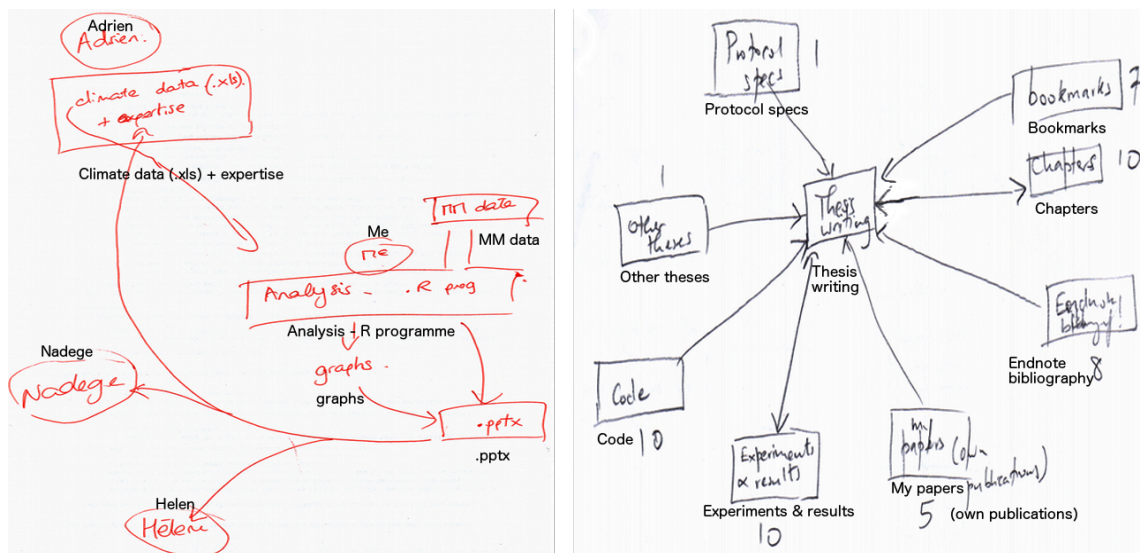 Adrien
Adrien.
climate data (.xls)
+ expertise
Climate data (.xls) + expertise
MM data
MM data
Me
me
Analysis - .R prog
Analysis - R programme
graphs.
graphs
Nadege
Nadege
.pptx
.pptx
Helen
Hélène
Protocol
specs
1
Protocol specs
bookmarks
7
Bookmarks
Chapters
10
Chapters
1
Other
theses
Other theses
Thesis
writing
Thesis
writing
Endnote
Endnote
bibliography
8
Code
Code
10
Experiments
& results
Experiments & results
10
my
papers
(own
publications)
My papers
5
(own publications)